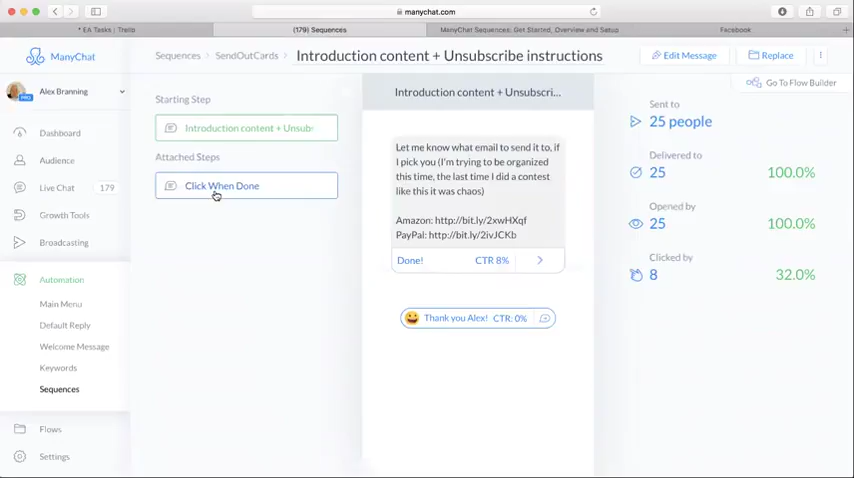 manychat.com
* EA Tasks | Trello
(179) Sequences
ManyChat Sequences: Get Started, Overview and Setup
Facebook
ManyChat
Sequences
SendOutCards
Introduction content + Unsubscribe instructions
Edit Message
Replace
Go To Flow Builder
Alex Branning
PRO
Dashboard
Audience
Live Chat 179
Growth Tools
Broadcasting
Automation
Main Menu
Default Reply
Welcome Message
Keywords
Sequences
Flows
Settings
Starting Step
Introduction content + Unsubs
Attached Steps
Click When Done
Introduction content + Unsubscri...
Let me know what email to send it to, if
I pick you (I'm trying to be organized
this time, the last time I did a contest
like this it was chaos)
Amazon: http://bit.ly/2xwHXqf
PayPal: http://bit.ly/2ivJCKb
Done! CTR 8%
Thank you Alex! CTR: 0%
Sent to
25 people
Delivered to
25 100.0%
Opened by
25 100.0%
Clicked by
8 32.0%